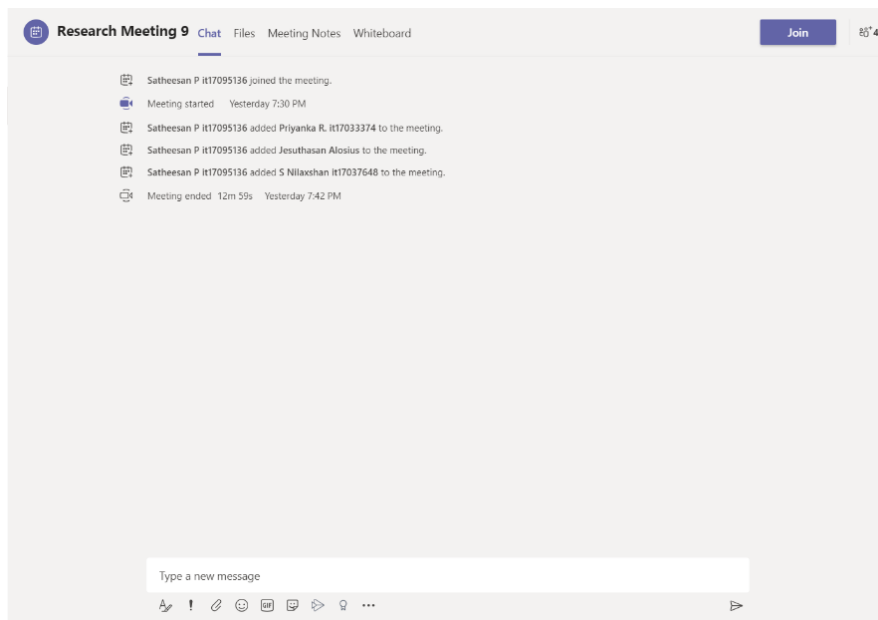 Research Meeting 9 Chat Files Meeting Notes Whiteboard Join 4
Satheesan P it17095136 joined the meeting.
Meeting started Yesterday 7:30 PM
Satheesan P it17095136 added Priyanka R. it17033374 to the meeting.
Satheesan P it17095136 added Jesuthasan Alosius to the meeting.
Satheesan P it17095136 added S Nilaxshan it17037648 to the meeting.
Meeting ended 12m 59s Yesterday 7:42 PM
Type a new message
GIF